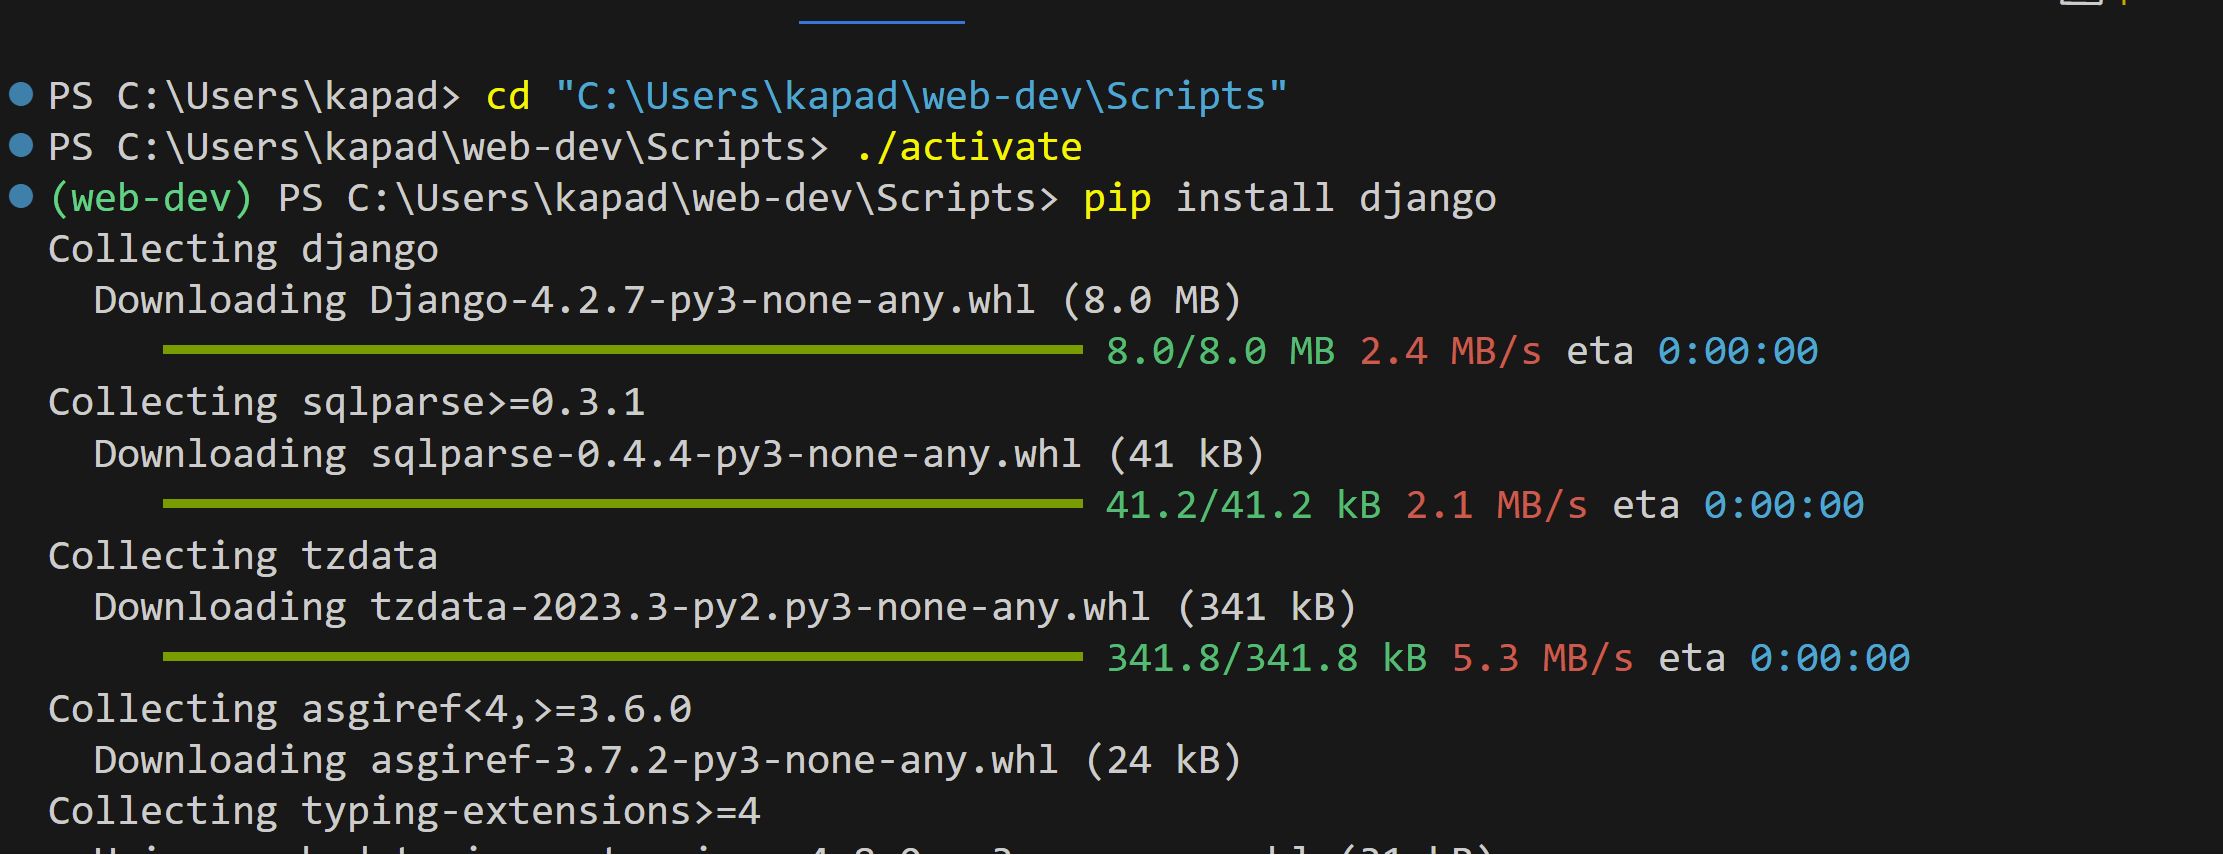 PS C:\Users\kapad> cd "C:\Users\kapad\web-dev\Scripts"
PS C:\Users\kapad\web-dev\Scripts> ./activate
(web-dev) PS C:\Users\kapad\web-dev\Scripts> pip install django
Collecting django
Downloading Django-4.2.7-py3-none-any.whl (8.0 MB)
8.0/8.0 MB 2.4 MB/s eta 0:00:00
Collecting sqlparse>=0.3.1
Downloading sqlparse-0.4.4-py3-none-any.whl (41 kB)
41.2/41.2 kB 2.1 MB/s eta 0:00:00
Collecting tzdata
Downloading tzdata-2023.3-py2.py3-none-any.whl (341 kB)
341.8/341.8 kB 5.3 MB/s eta 0:00:00
Collecting asgiref<4,>=3.6.0
Downloading asgiref-3.7.2-py3-none-any.whl (24 kB)
Collecting typing-extensions>=4